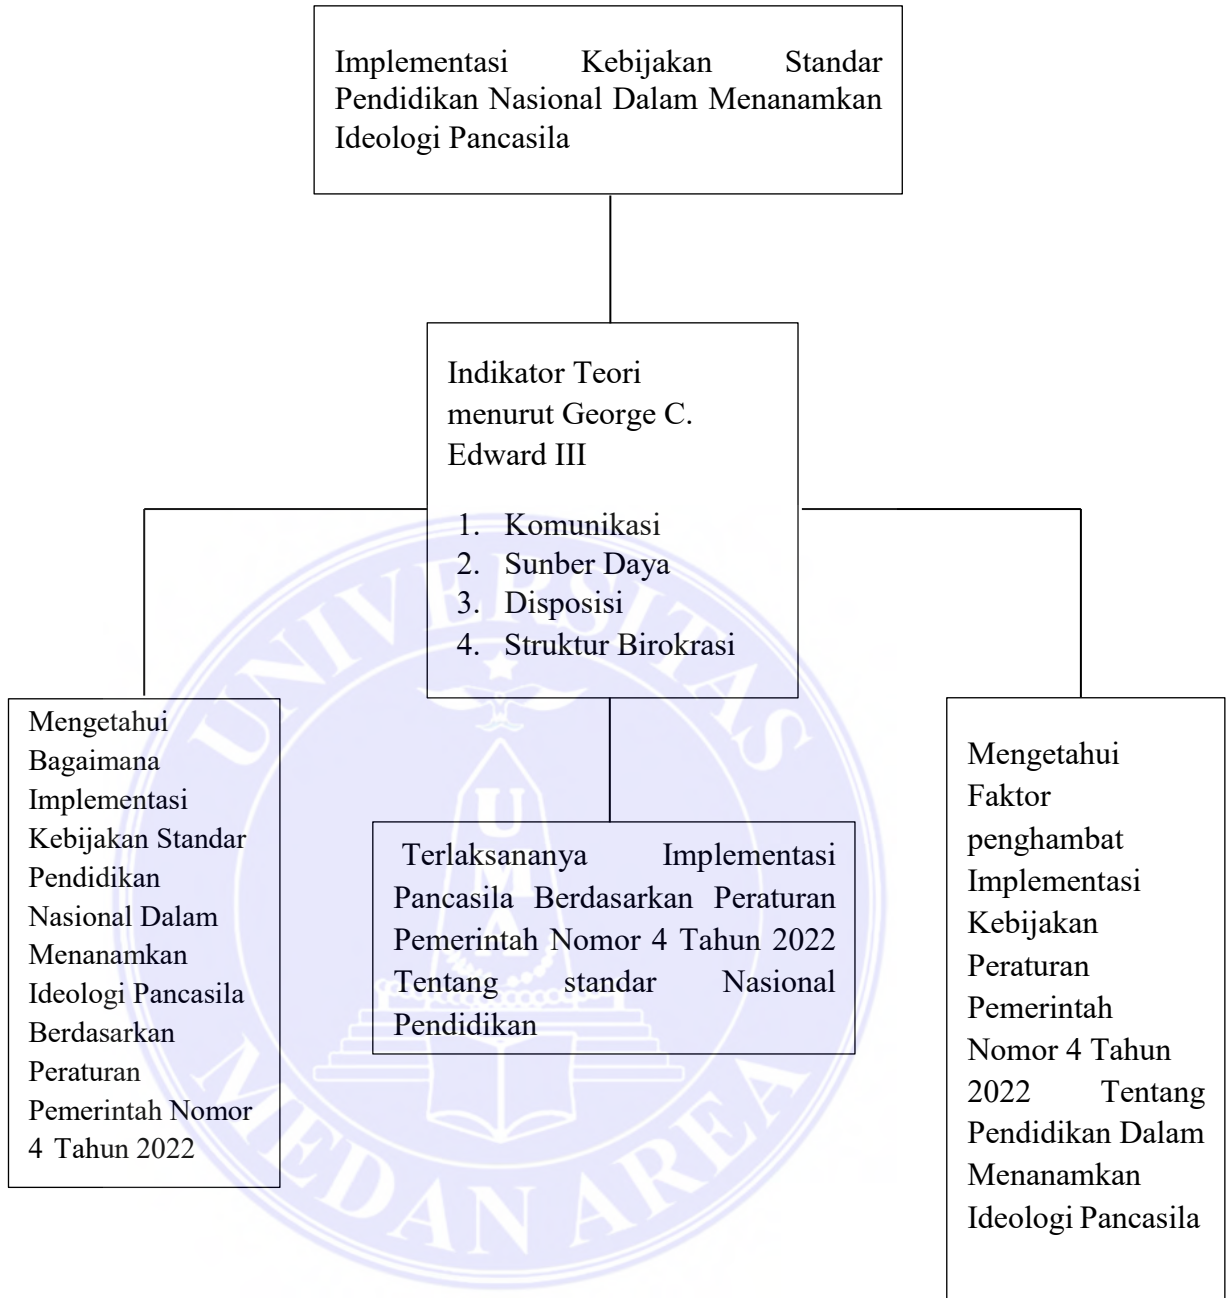 Implementasi Kebijakan Standar
Pendidikan Nasional Dalam Menanamkan
Ideologi Pancasila
Indikator Teori
menurut George C.
Edward III
1. Komunikasi
2. Sunber Daya
3. Disposisi
4. Struktur Birokrasi
Mengetahui
Bagaimana
Implementasi
Kebijakan Standar
Pendidikan
Nasional Dalam
Menanamkan
Ideologi Pancasila
Berdasarkan
Peraturan
Pemerintah Nomor
4 Tahun 2022
Terlaksananya Implementasi
Pancasila Berdasarkan Peraturan
Pemerintah Nomor 4 Tahun 2022
Tentang standar Nasional
Pendidikan
Mengetahui
Faktor
penghambat
Implementasi
Kebijakan
Peraturan
Pemerintah
Nomor 4 Tahun
2022 Tentang
Pendidikan Dalam
Menanamkan
Ideologi Pancasila
UNIVERSITAS
MEDAN AREA
U
M
A